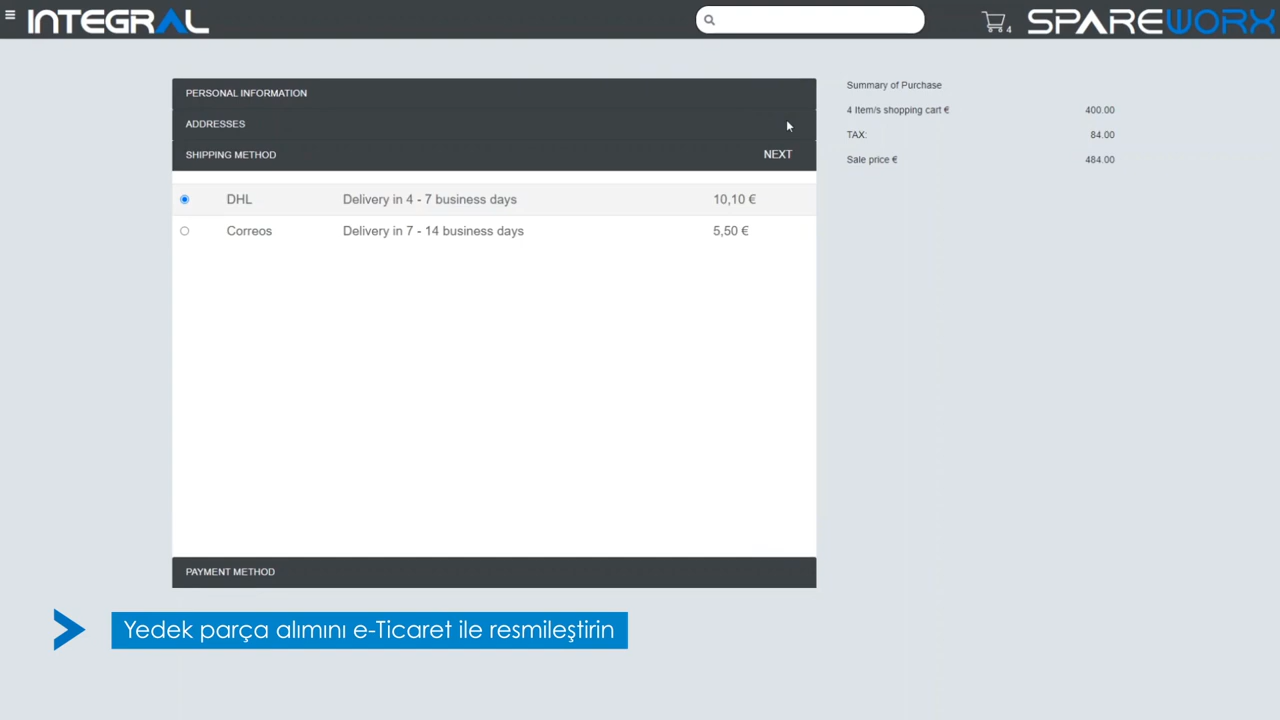 INTEGRAL
4
SPAREWORX
PERSONAL INFORMATION
ADDRESSES
SHIPPING METHOD NEXT
DHL Delivery in 4 - 7 business days 10,10 €
Correos Delivery in 7 - 14 business days 5,50 €
PAYMENT METHOD
Summary of Purchase
4 Item/s shopping cart € 400.00
TAX: 84.00
Sale price € 484.00
Yedek parça alımını e-Ticaret ile resmileştirin